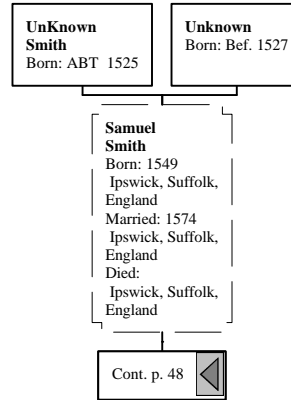 UnKnown
Smith
Born: ABT 1525
Unknown
Born: Bef. 1527
Samuel
Smith
Born: 1549
Ipswick, Suffolk,
England
Married: 1574
Ipswick, Suffolk,
England
Died:
Ipswick, Suffolk,
England
Cont. p. 48